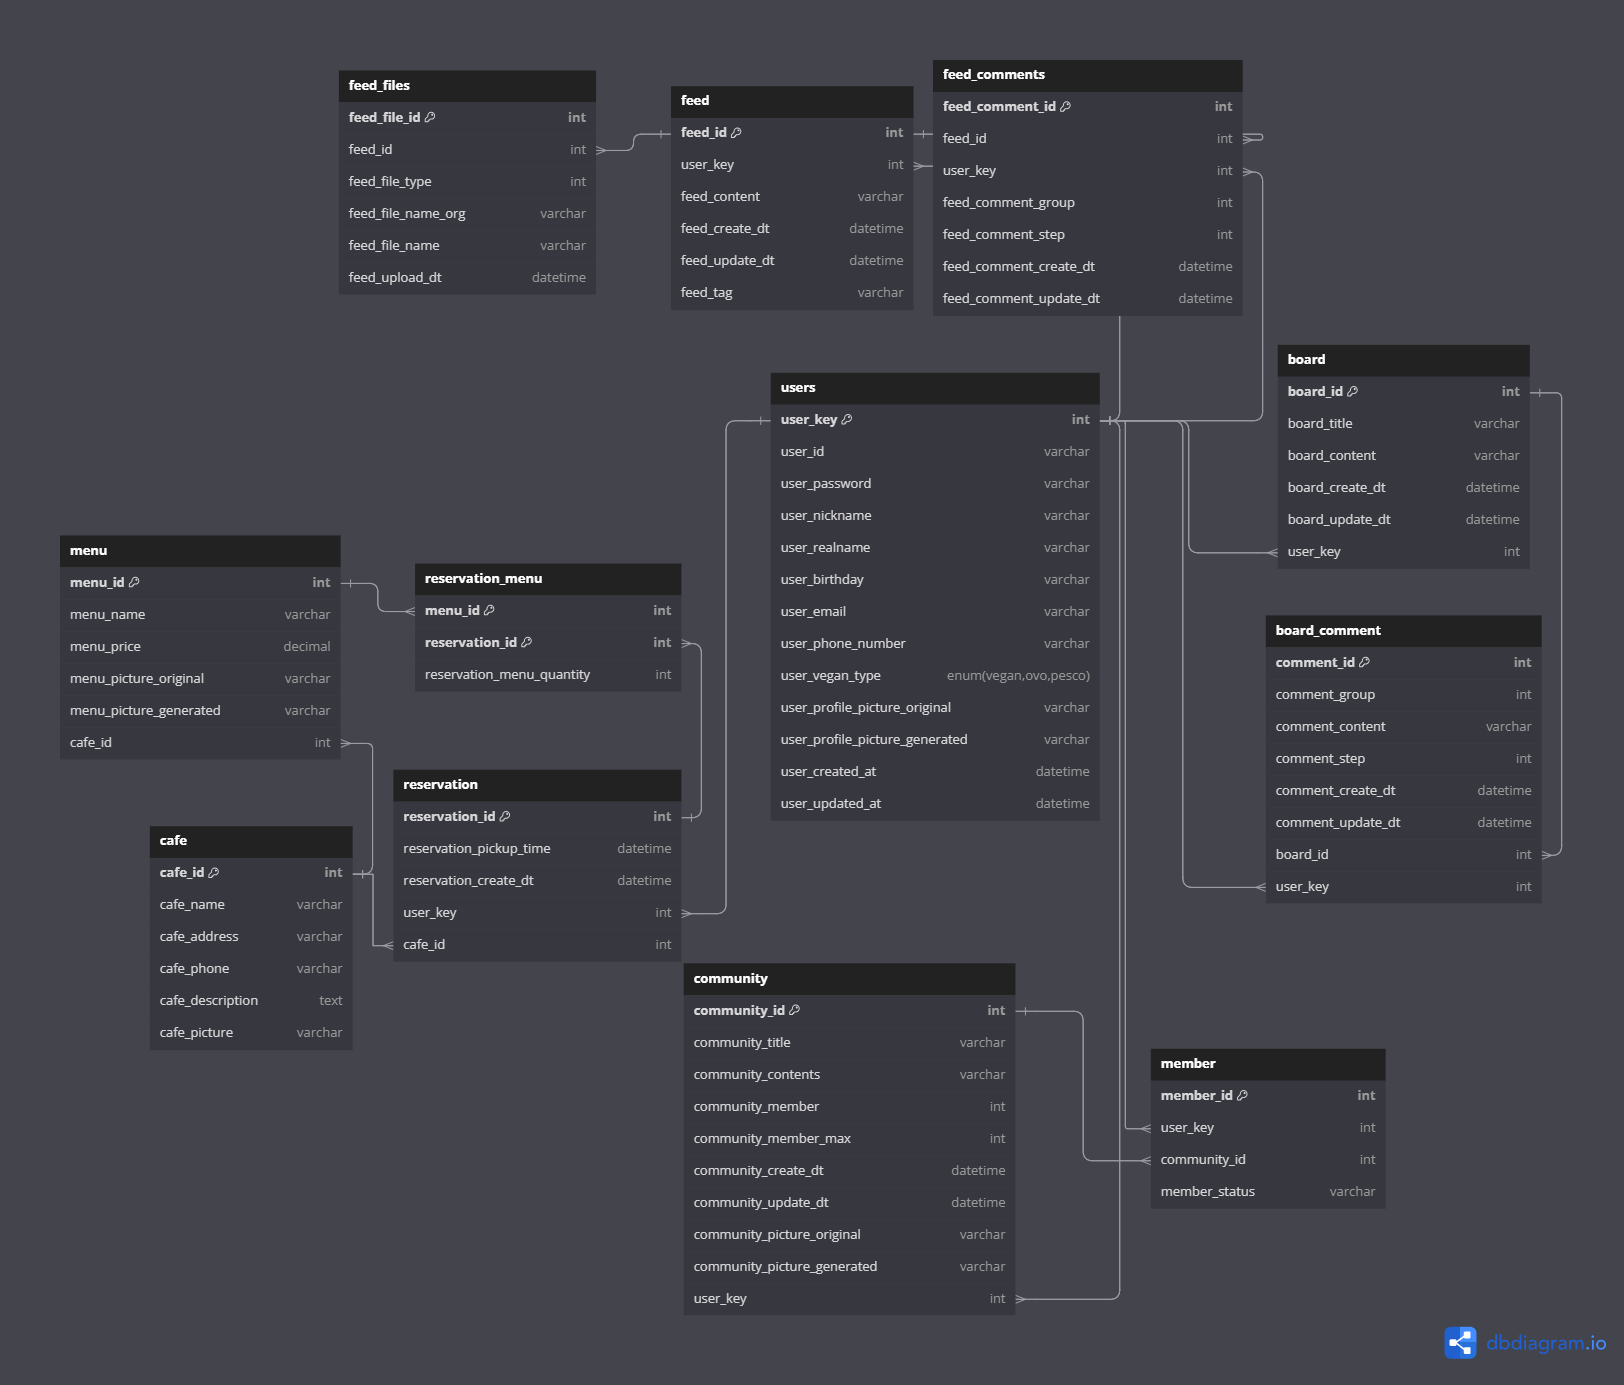 feed_files
feed_file_id int
feed_id int
feed_file_type int
feed_file_name_org varchar
feed_file_name varchar
feed_upload_dt datetime
feed
feed_id int
user_key int
feed_content varchar
feed_create_dt datetime
feed_update_dt datetime
feed_tag varchar
feed_comments
feed_comment_id int
feed_id int
user_key int
feed_comment_group int
feed_comment_step int
feed_comment_create_dt datetime
feed_comment_update_dt datetime
users
user_key int
user_id varchar
user_password varchar
user_nickname varchar
user_realname varchar
user_birthday varchar
user_email varchar
user_phone_number varchar
user_vegan_type enum(vegan,ovo,pesco)
user_profile_picture_original varchar
user_profile_picture_generated varchar
user_created_at datetime
user_updated_at datetime
board
board_id int
board_title varchar
board_content varchar
board_create_dt datetime
board_update_dt datetime
user_key int
menu
menu_id int
menu_name varchar
menu_price decimal
menu_picture_original varchar
menu_picture_generated varchar
cafe_id int
reservation_menu
menu_id int
reservation_id int
reservation_menu_quantity int
board_comment
comment_id int
comment_group int
comment_content varchar
comment_step int
comment_create_dt datetime
comment_update_dt datetime
board_id int
user_key int
reservation
reservation_id int
reservation_pickup_time datetime
reservation_create_dt datetime
user_key int
cafe_id int
cafe
cafe_id int
cafe_name varchar
cafe_address varchar
cafe_phone varchar
cafe_description text
cafe_picture varchar
community
community_id int
community_title varchar
community_contents varchar
community_member int
community_member_max int
community_create_dt datetime
community_update_dt datetime
community_picture_original varchar
community_picture_generated varchar
user_key int
member
member_id int
user_key int
community_id int
member_status varchar
dbdiagram.io